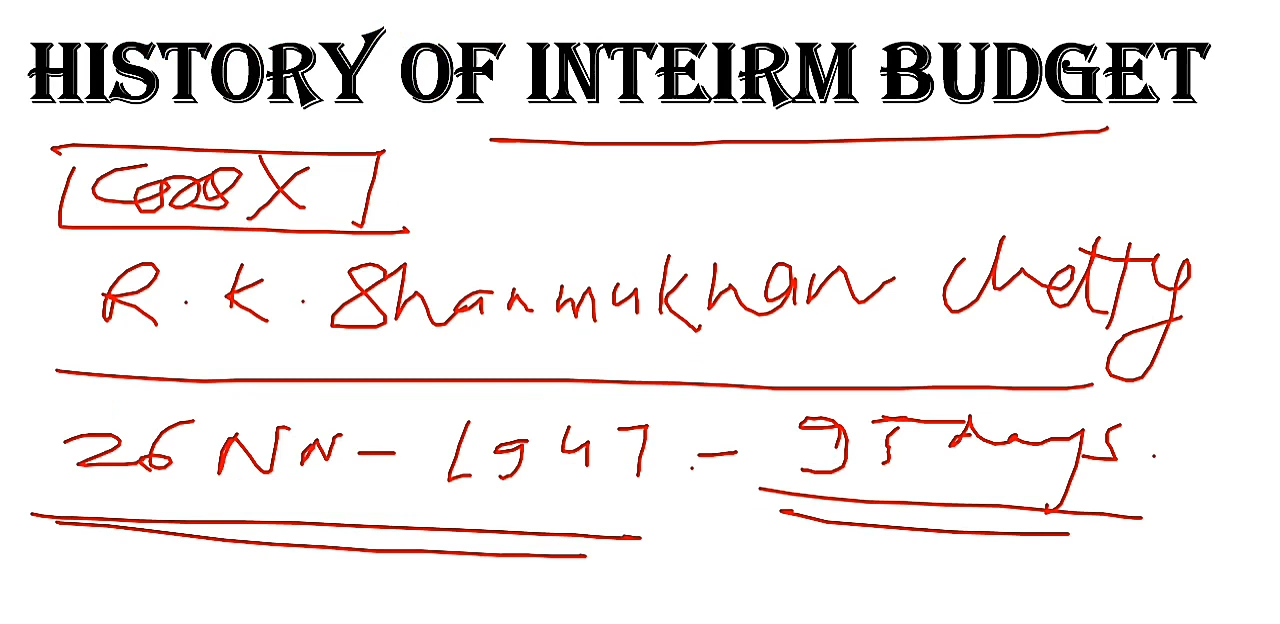 HISTORY OF INTEIRM BUDGET
R. K. Shanmukhan Chetty
26 Nov - 1947 - 95 days.